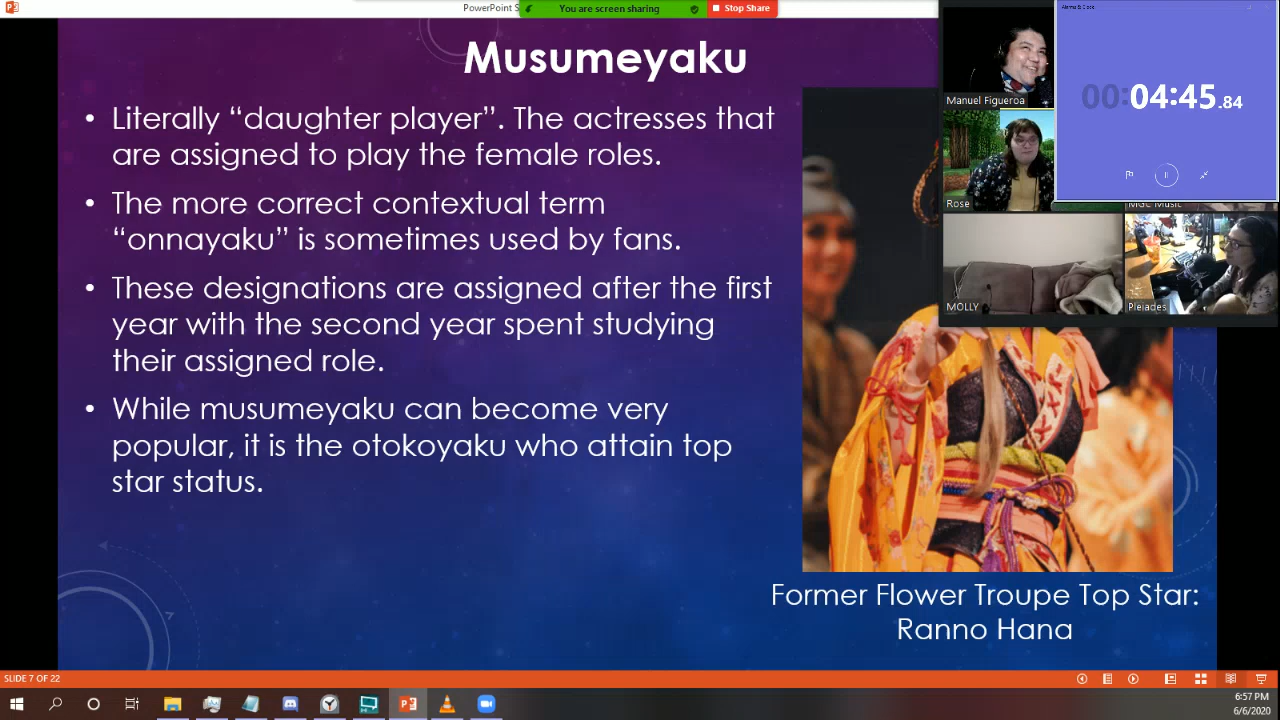 PowerPoint S
You are screen sharing
Stop Share
Musumeyaku
• Literally “daughter player”. The actresses that
are assigned to play the female roles.
• The more correct contextual term
“onnayaku” is sometimes used by fans.
• These designations are assigned after the first
year with the second year spent studying
their assigned role.
• While musumeyaku can become very
popular, it is the otokoyaku who attain top
star status.
Former Flower Troupe Top Star:
Ranno Hana
Alarms & Clock
00:04:45.84
Manuel Figueroa
Rose
MGC Music
MOLLY
Pleiades
SLIDE 7 OF 22
6:57 PM
6/6/2020